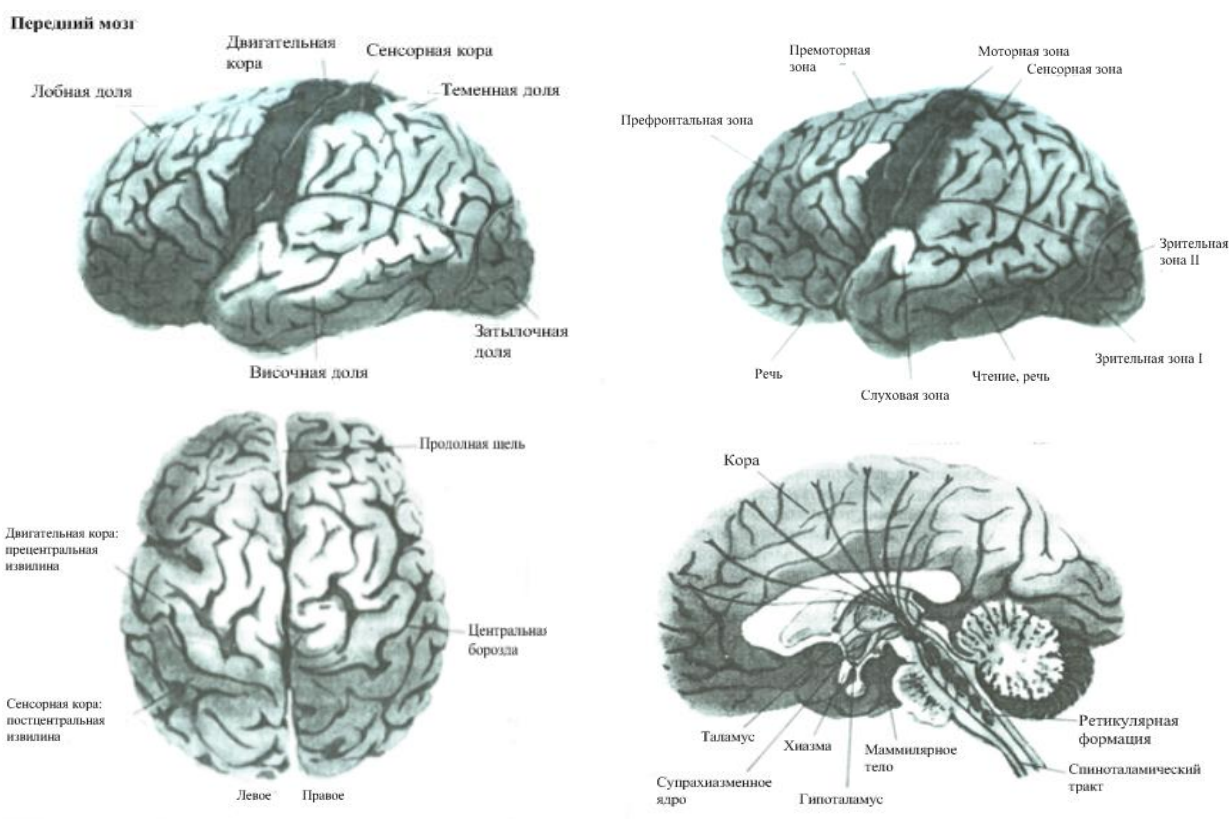 Передний мозг
Двигательная
кора
Сенсорная кора
Лобная доля
Теменная доля
Затылочная
доля
Височная доля
Премоторная
зона
Моторная зона
Сенсорная зона
Префронтальная зона
Зрительная
зона II
Зрительная зона I
Речь
Чтение, речь
Слуховая зона
Продолная щель
Двигательная кора:
прецентральная
извилина
Центральная
борозда
Сенсорная кора:
постцентральная
извилина
Левое
Правое
Кора
Таламус
Хиазма
Маммилярное
тело
Ретикулярная
формация
Спиноталамический
тракт
Супрахиазменное
ядро
Гипоталамус